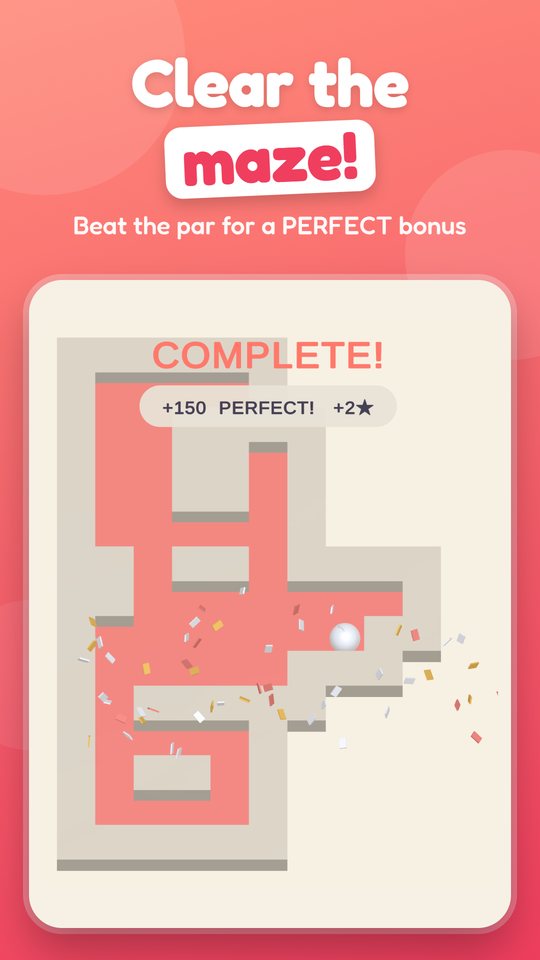 Clear the
maze!
Beat the par for a PERFECT bonus
COMPLETE!
+150 PERFECT! +2★